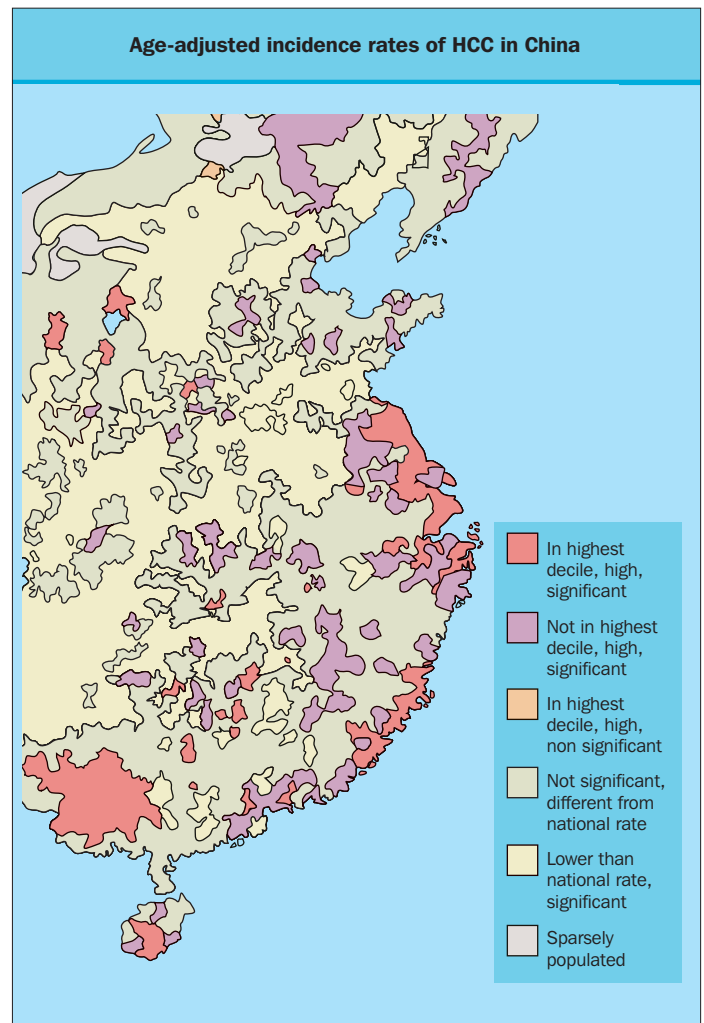 Age-adjusted incidence rates of HCC in China
In highest
decile, high,
significant
Not in highest
decile, high,
significant
In highest
decile, high,
non significant
Not significant,
different from
national rate
Lower than
national rate,
significant
Sparsely
populated